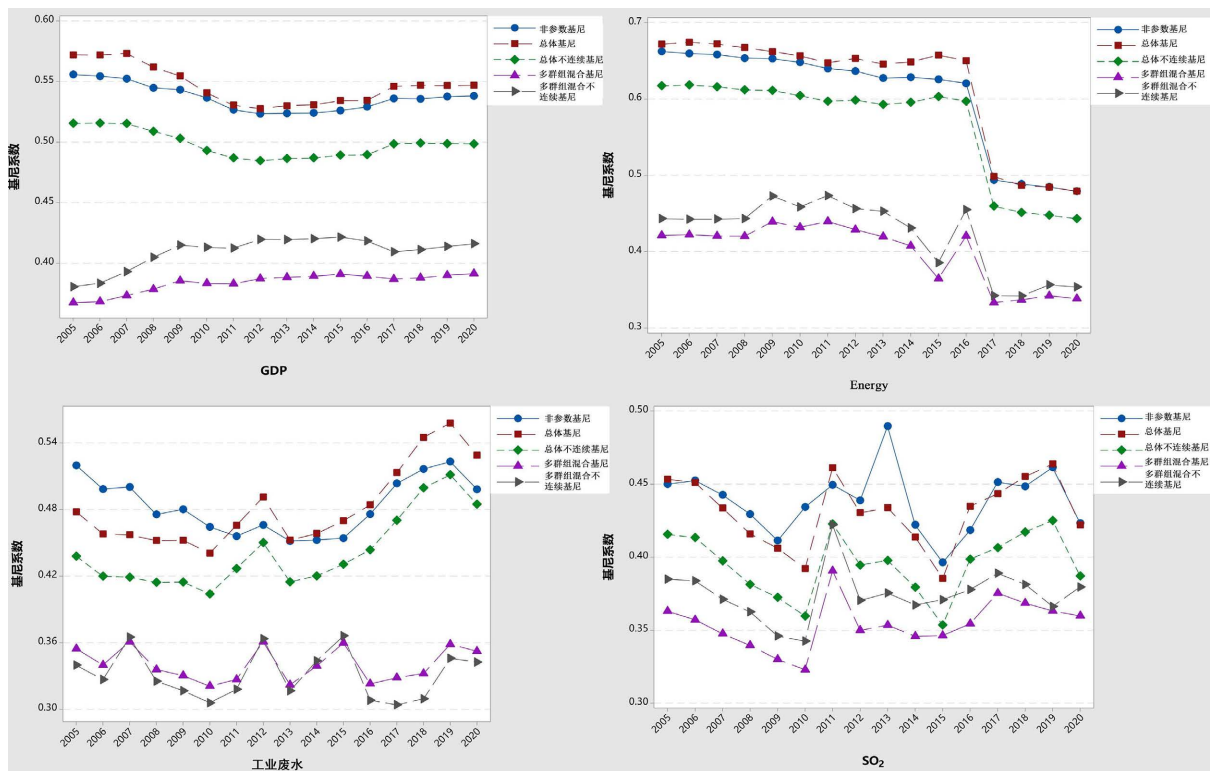 0.60
0.55
0.50
0.45
0.40
基尼系数
2005
2006
2007
2008
2009
2010
2011
2012
2013
2014
2015
2016
2017
2018
2019
2020
GDP
非参数基尼
总体基尼
总体不连续基尼
多群组混合基尼
多群组混合不
连续基尼
0.7
0.6
0.5
0.4
0.3
基尼系数
2005
2006
2007
2008
2009
2010
2011
2012
2013
2014
2015
2016
2017
2018
2019
2020
Energy
非参数基尼
总体基尼
总体不连续基尼
多群组混合基尼
多群组混合不
连续基尼
0.54
0.48
0.42
0.36
0.30
基尼系数
2005
2006
2007
2008
2009
2010
2011
2012
2013
2014
2015
2016
2017
2018
2019
2020
工业废水
非参数基尼
总体基尼
总体不连续基尼
多群组混合基尼
多群组混合不
连续基尼
0.50
0.45
0.40
0.35
0.30
基尼系数
2005
2006
2007
2008
2009
2010
2011
2012
2013
2014
2015
2016
2017
2018
2019
2020
SO₂
非参数基尼
总体基尼
总体不连续基尼
多群组混合基尼
多群组混合不
连续基尼